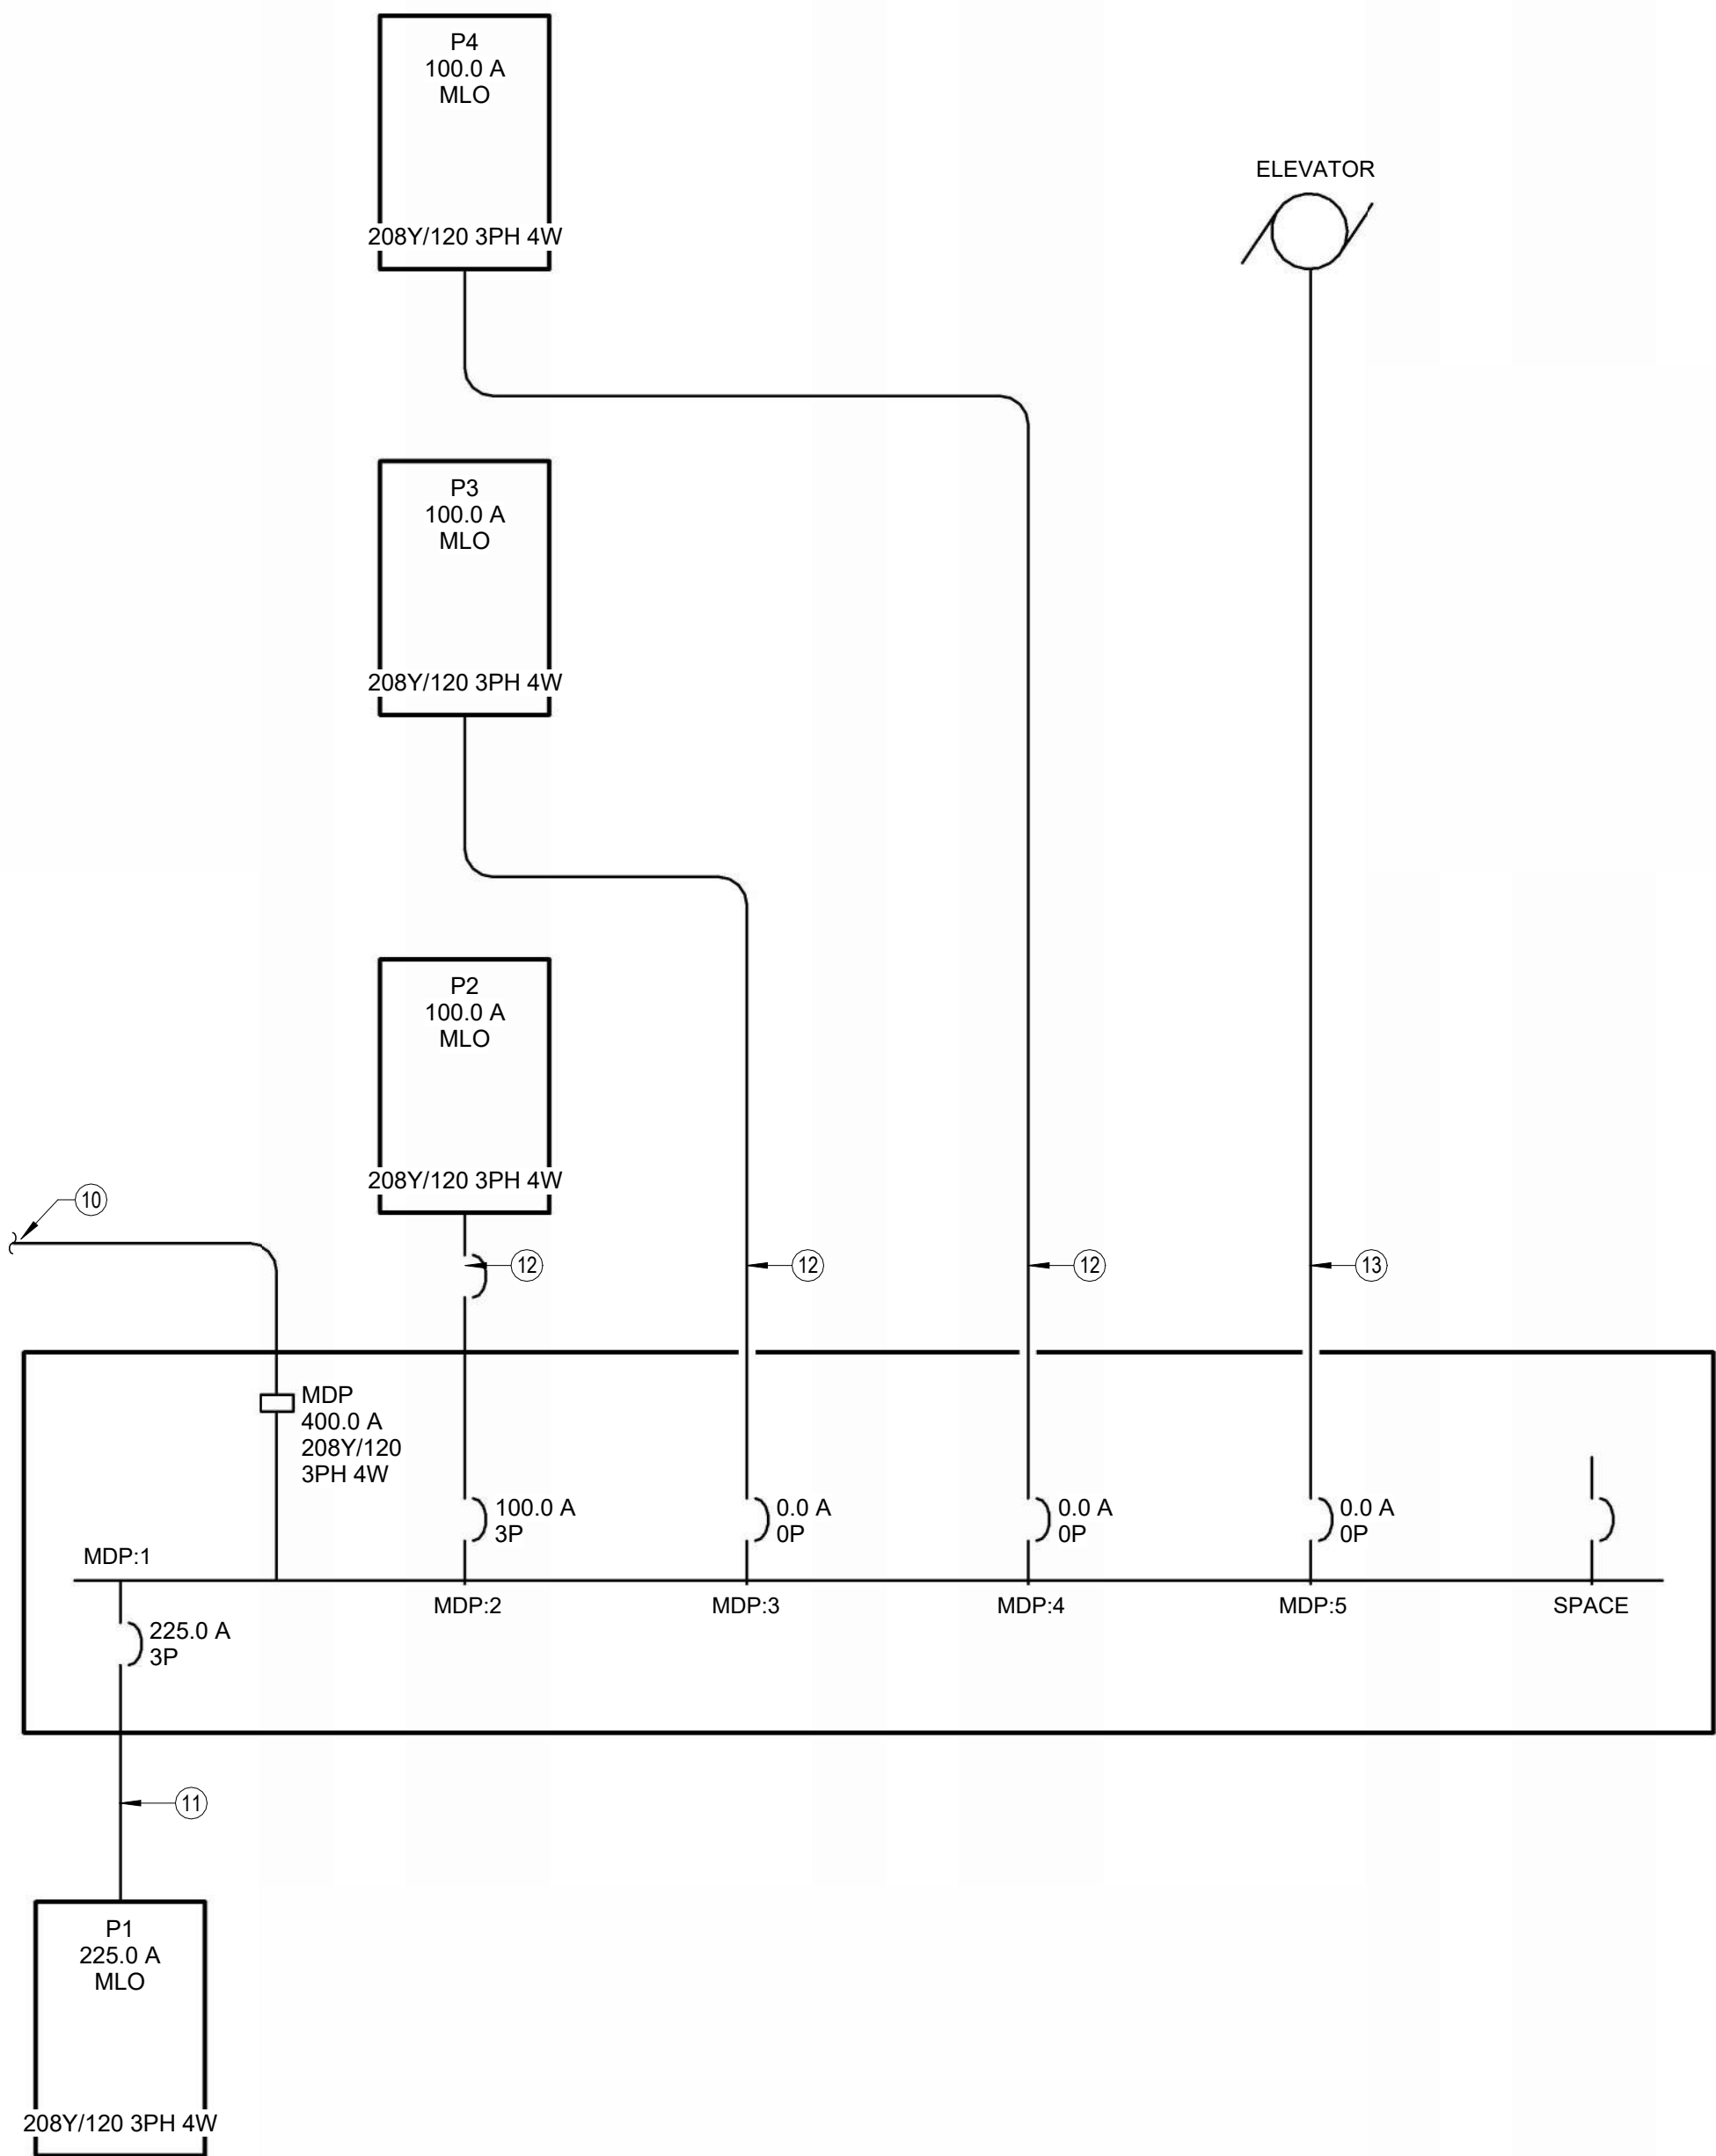 P4
100.0 A
MLO
208Y/120 3PH 4W
ELEVATOR
P3
100.0 A
MLO
208Y/120 3PH 4W
P2
100.0 A
MLO
208Y/120 3PH 4W
10
12
12
12
13
MDP
400.0 A
208Y/120
3PH 4W
100.0 A
3P
0.0 A
0P
0.0 A
0P
0.0 A
0P
MDP:1
MDP:2
MDP:3
MDP:4
MDP:5
SPACE
225.0 A
3P
11
P1
225.0 A
MLO
208Y/120 3PH 4W